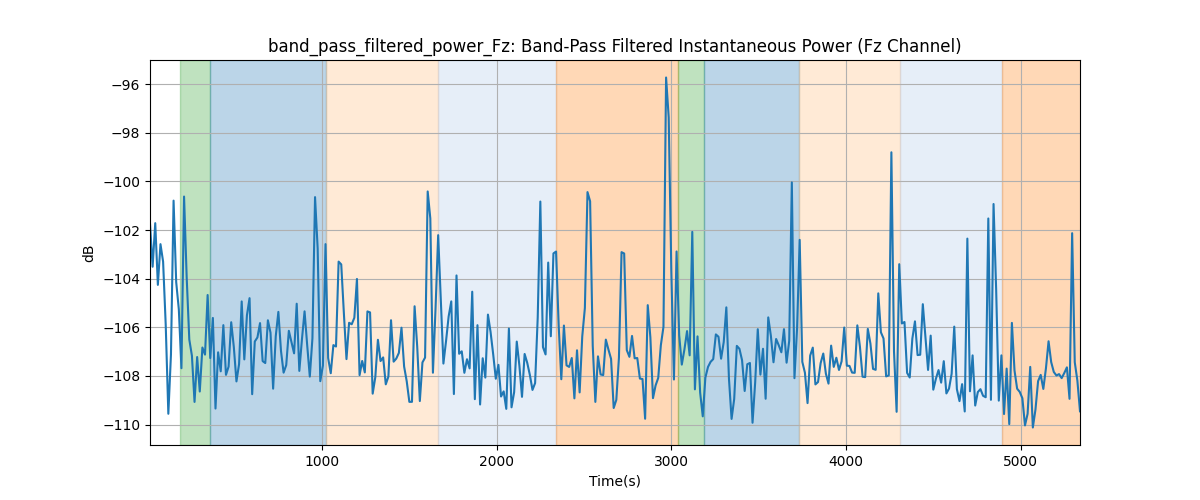 band_pass_filtered_power_Fz: Band-Pass Filtered Instantaneous Power (Fz Channel)
dB
−96
−98
−100
−102
−104
−106
−108
−110
1000 2000 3000 4000 5000
Time(s)